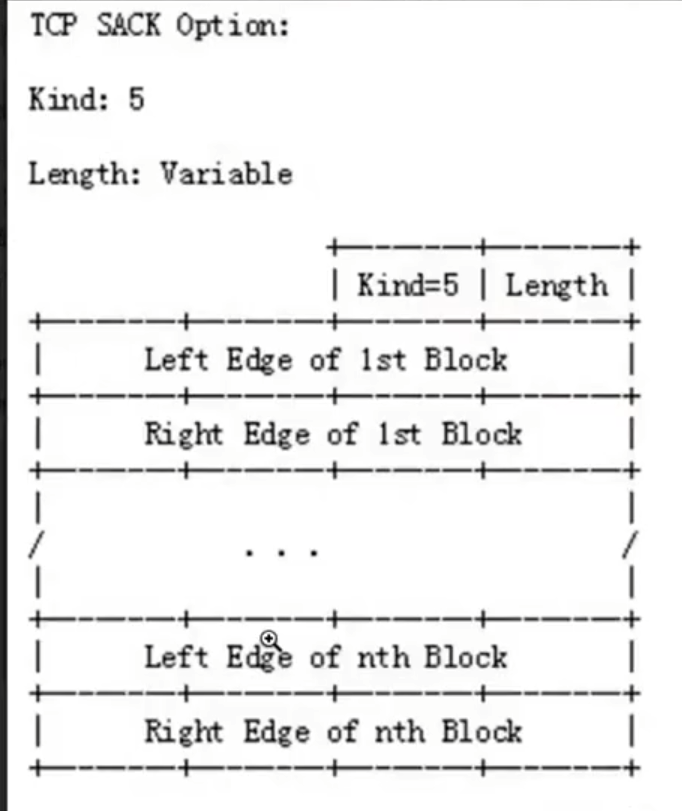 TCP SACK Option:
Kind: 5
Length: Variable
Kind=5 | Length
Left Edge of 1st Block
Right Edge of 1st Block
. . .
Left Edge of nth Block
Right Edge of nth Block